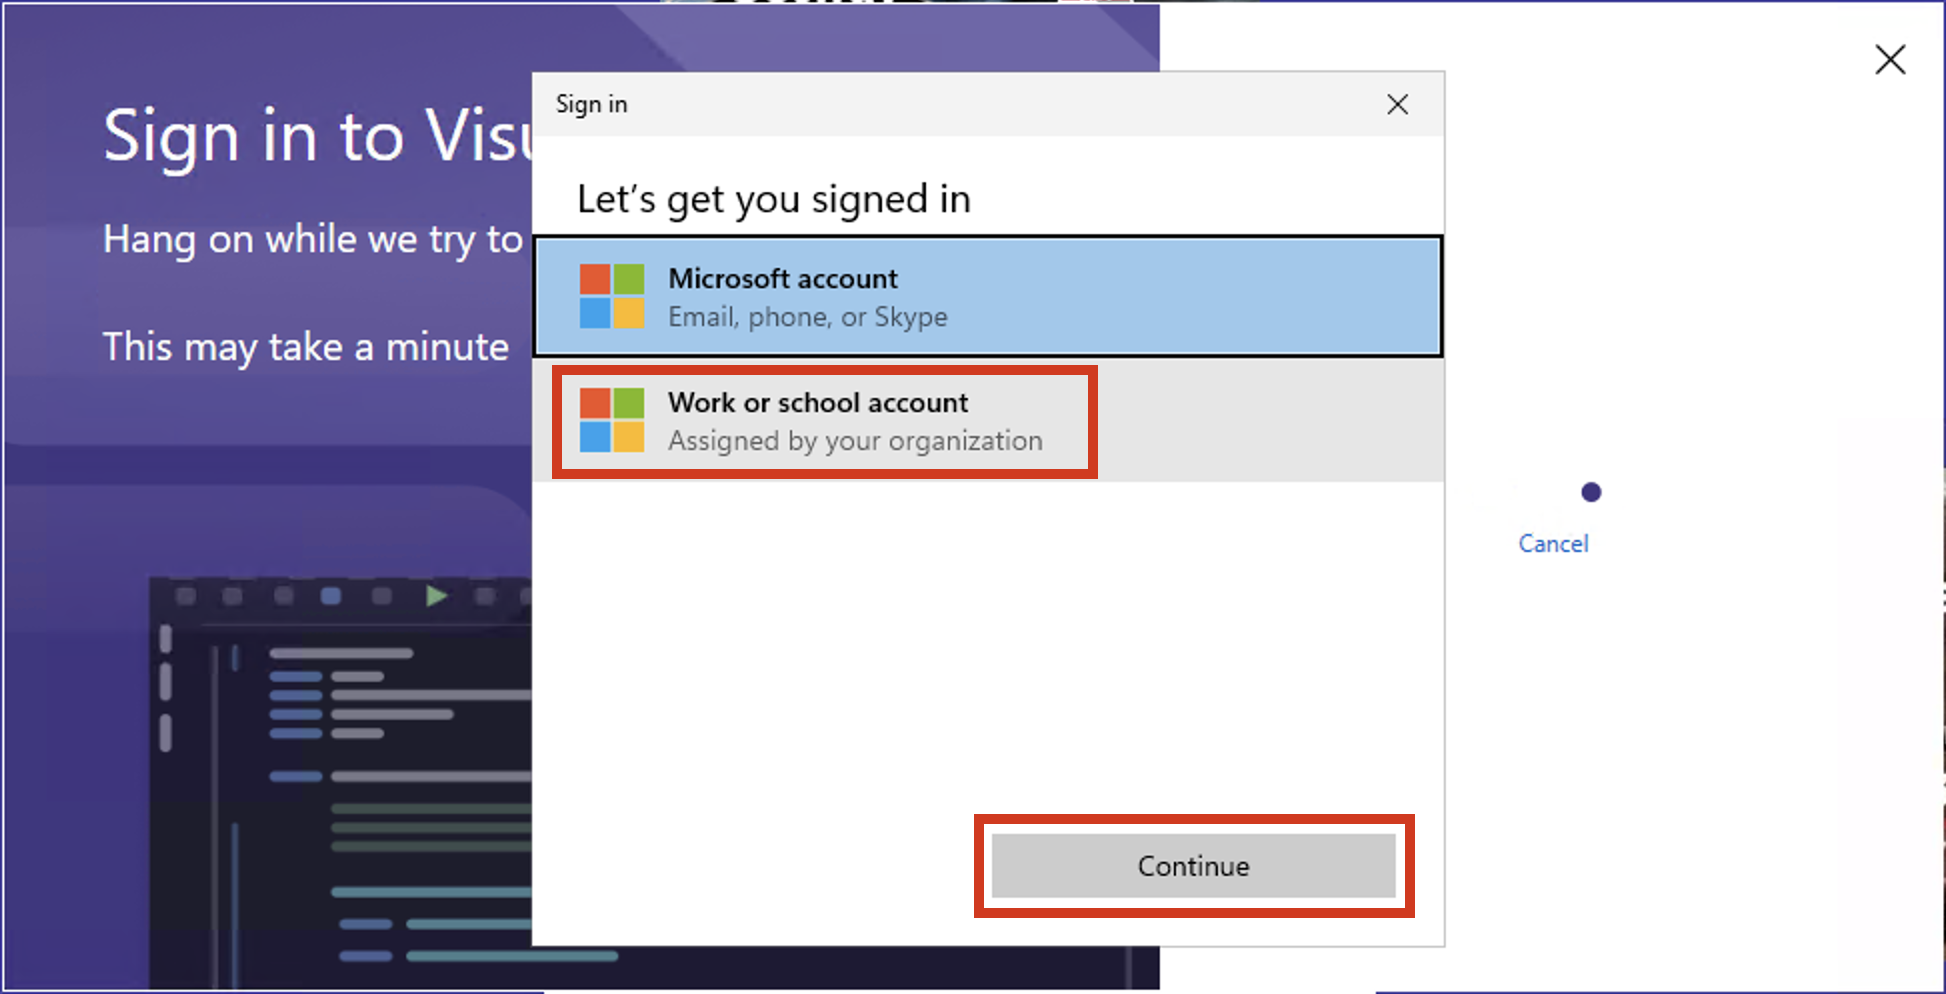 Sign in to Visu
Hang on while we try to
This may take a minute
Sign in
Let's get you signed in
Microsoft account
Email, phone, or Skype
Work or school account
Assigned by your organization
Continue
Cancel